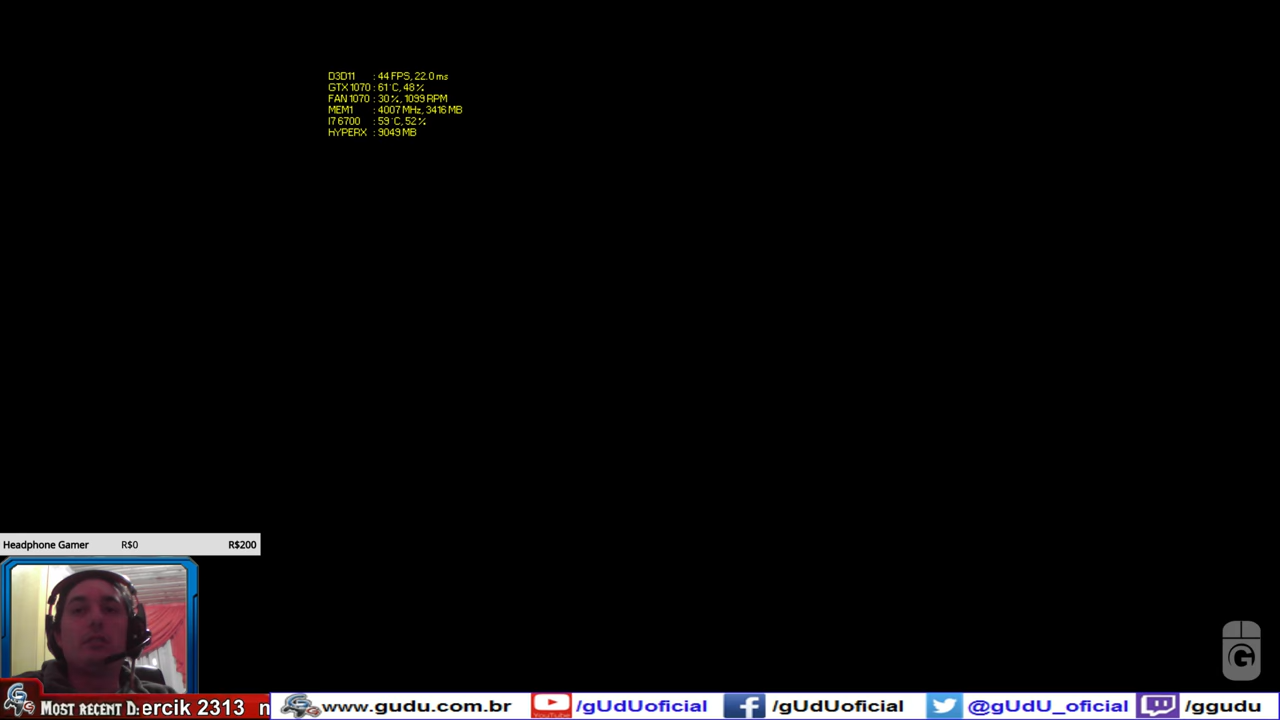 D3D11 : 44 FPS, 22.0 ms
GTX 1070 : 61°C, 48 %
FAN 1070 : 30 %, 1099 RPM
MEM1 : 4007 MHz, 3416 MB
I7 6700 : 59 °C, 52 %
HYPERX : 9049 MB
Headphone Gamer R$0 R$200
G
Most recent D: ercik 2313 n www.gudu.com.br YouTube /gUdUoficial /gUdUoficial @gUdU_oficial /ggudu